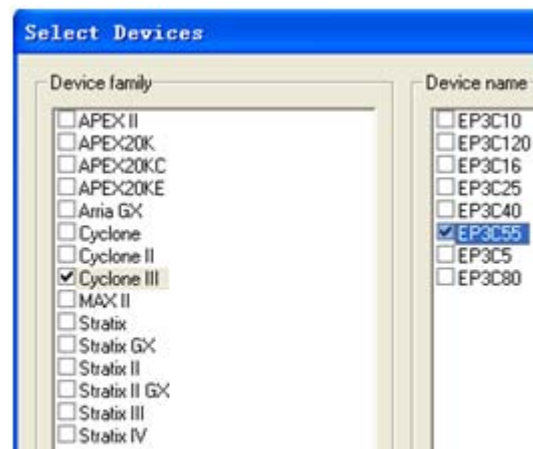 Select Devices
Device family
APEX II
APEX20K
APEX20KC
APEX20KE
Arria GX
Cyclone
Cyclone II
Cyclone III
MAX II
Stratix
Stratix GX
Stratix II
Stratix II GX
Stratix III
Stratix IV
Device name
EP3C10
EP3C120
EP3C16
EP3C25
EP3C40
EP3C55
EP3C5
EP3C80